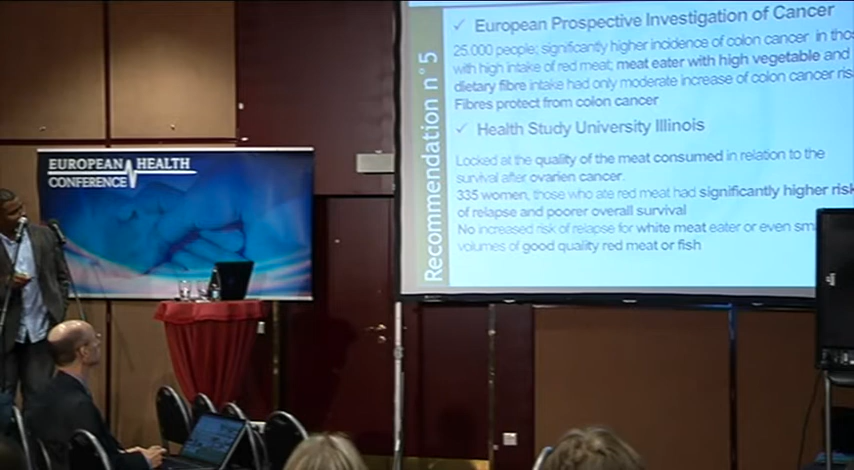 EUROPEAN HEALTH
CONFERENCE
Recommendation n°5
✓ European Prospective Investigation of Cancer
25.000 people: significantly higher incidence of colon cancer in
with high intake of red meat; meat eater with high vegetable and
dietary fibre intake had only moderate increase of colon cancer
Fibres protect from colon cancer
✓ Health Study University Illinois
Looked at the quality of the meat consumed in relation to the
survival after ovarien cancer.
335 women, those who ate red meat had significantly higher risk
of relapse and poorer overall survival
No increased risk of relapse for white meat eater or even
volumes of good quality red meat or fish